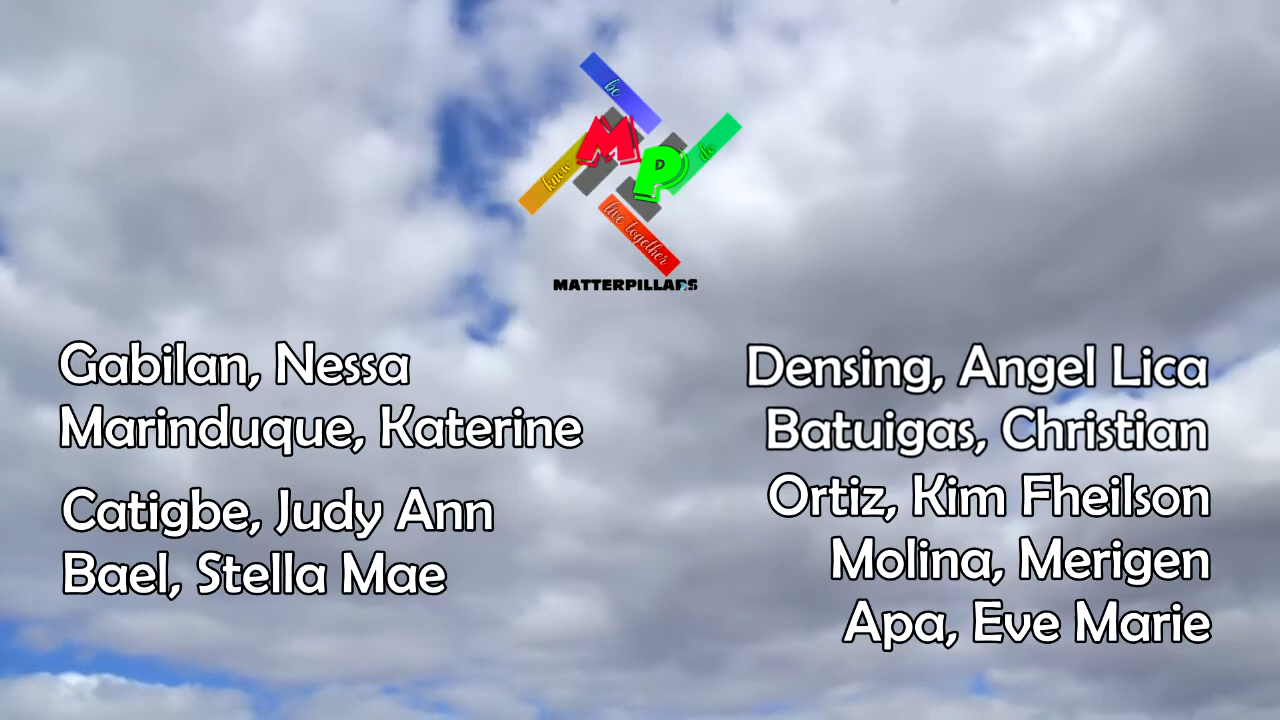 be
know
MP
do
live together
MATTERPILLARS
Gabilan, Nessa
Marinduque, Katerine
Catigbe, Judy Ann
Bael, Stella Mae
Densing, Angel Lica
Batuigas, Christian
Ortiz, Kim Fheilson
Molina, Merigen
Apa, Eve Marie